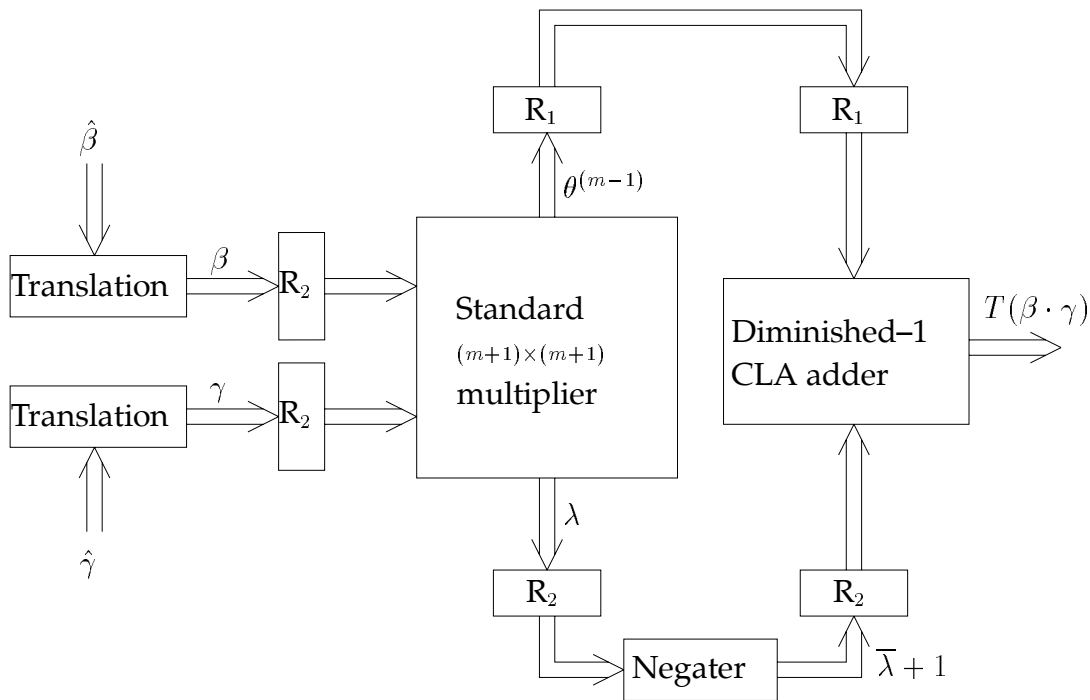 R₁
R₁
β̂
θ^(m−1)
Translation
β
R₂
Standard
(m+1)×(m+1)
multiplier
Diminished–1
CLA adder
T(β · γ)
Translation
γ
R₂
λ
γ̂
R₂
R₂
Negater
λ̅ + 1